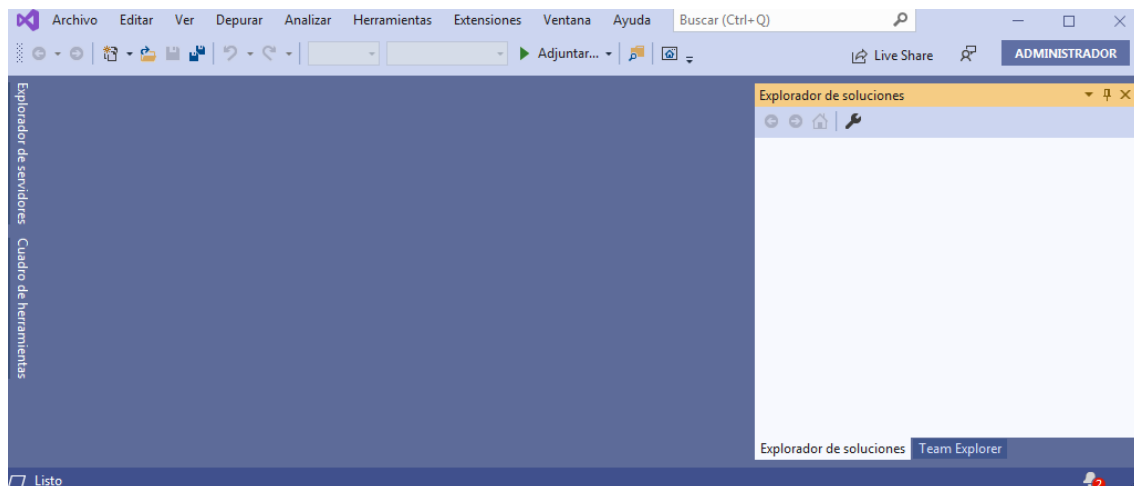 Archivo Editar Ver Depurar Analizar Herramientas Extensiones Ventana Ayuda Buscar (Ctrl+Q)
Adjuntar... Live Share ADMINISTRADOR
Explorador de servidores
Cuadro de herramientas
Explorador de soluciones
Explorador de soluciones Team Explorer
Listo 2